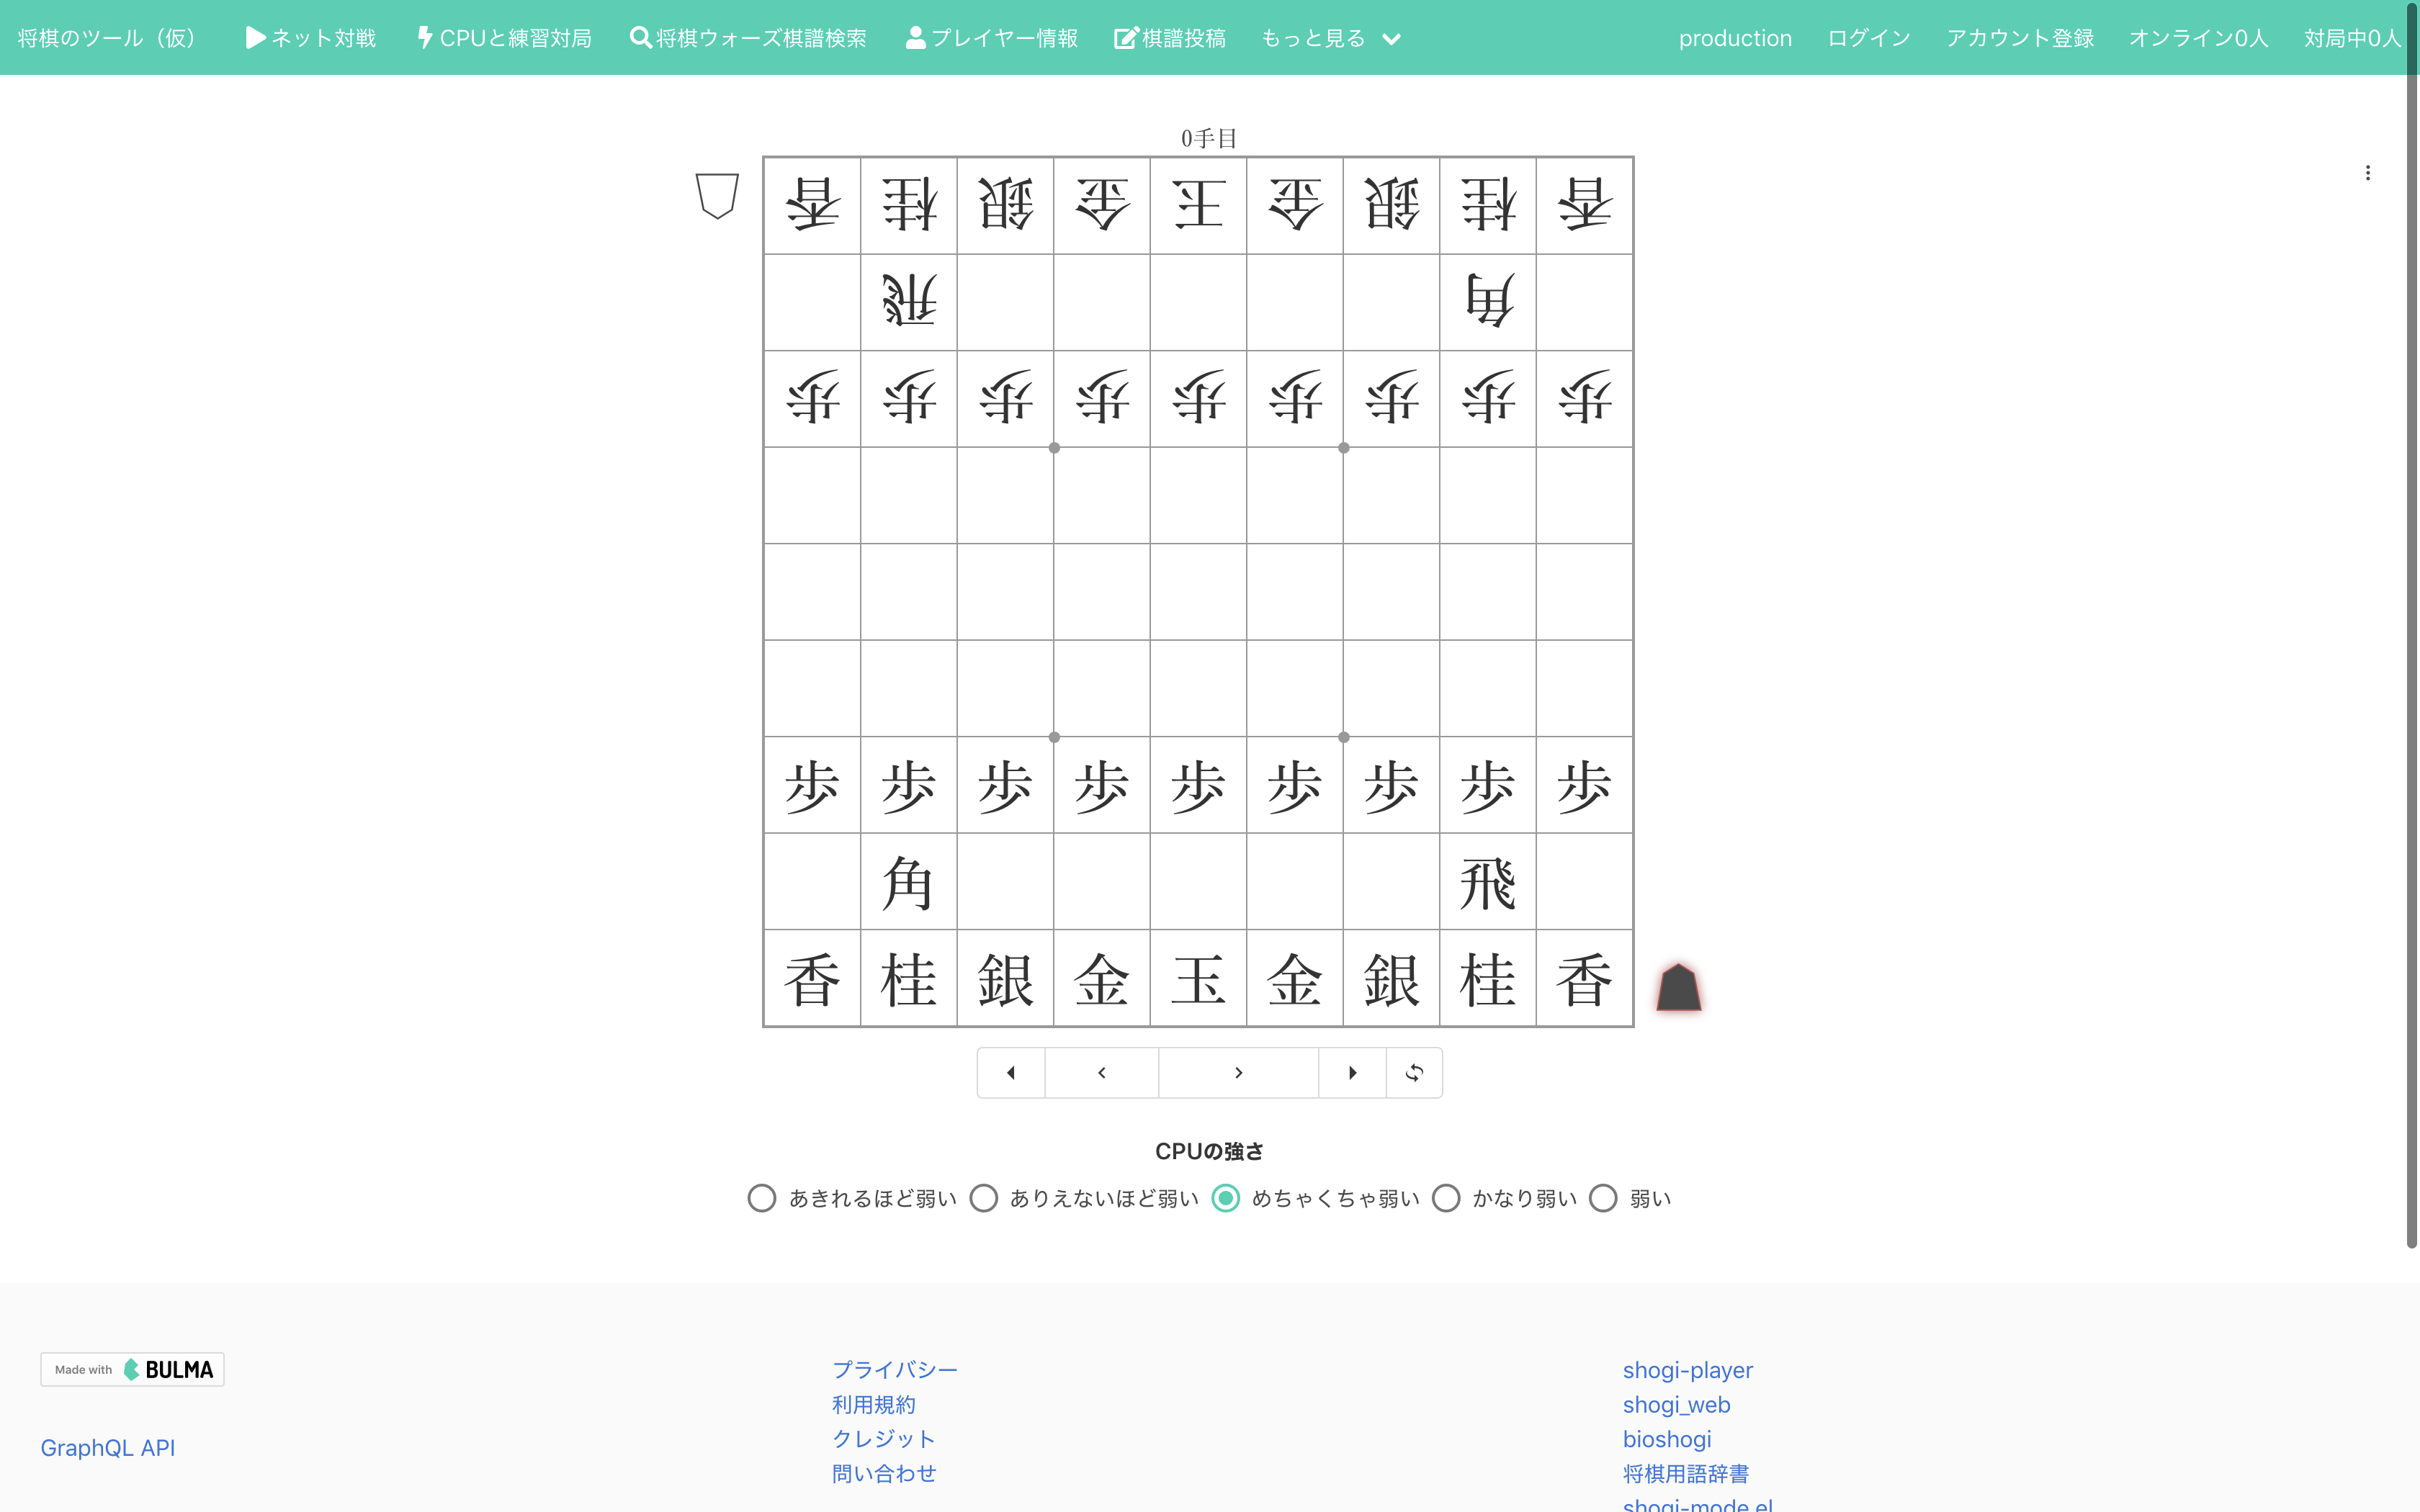 将棋のツール（仮） ネット対戦 CPUと練習対局 将棋ウォーズ棋譜検索 プレイヤー情報 棋譜投稿 もっと見る production ログイン アカウント登録 オンライン0人 対局中0人
0手目
香 桂 銀 金 王 金 銀 桂 香
飛 角
歩 歩 歩 歩 歩 歩 歩 歩 歩
歩 歩 歩 歩 歩 歩 歩 歩 歩
角 飛
香 桂 銀 金 玉 金 銀 桂 香
CPUの強さ
あきれるほど弱い ありえないほど弱い めちゃくちゃ弱い かなり弱い 弱い
Made with BULMA
GraphQL API
プライバシー
利用規約
クレジット
問い合わせ
shogi-player
shogi_web
bioshogi
将棋用語辞書
shogi-mode.el